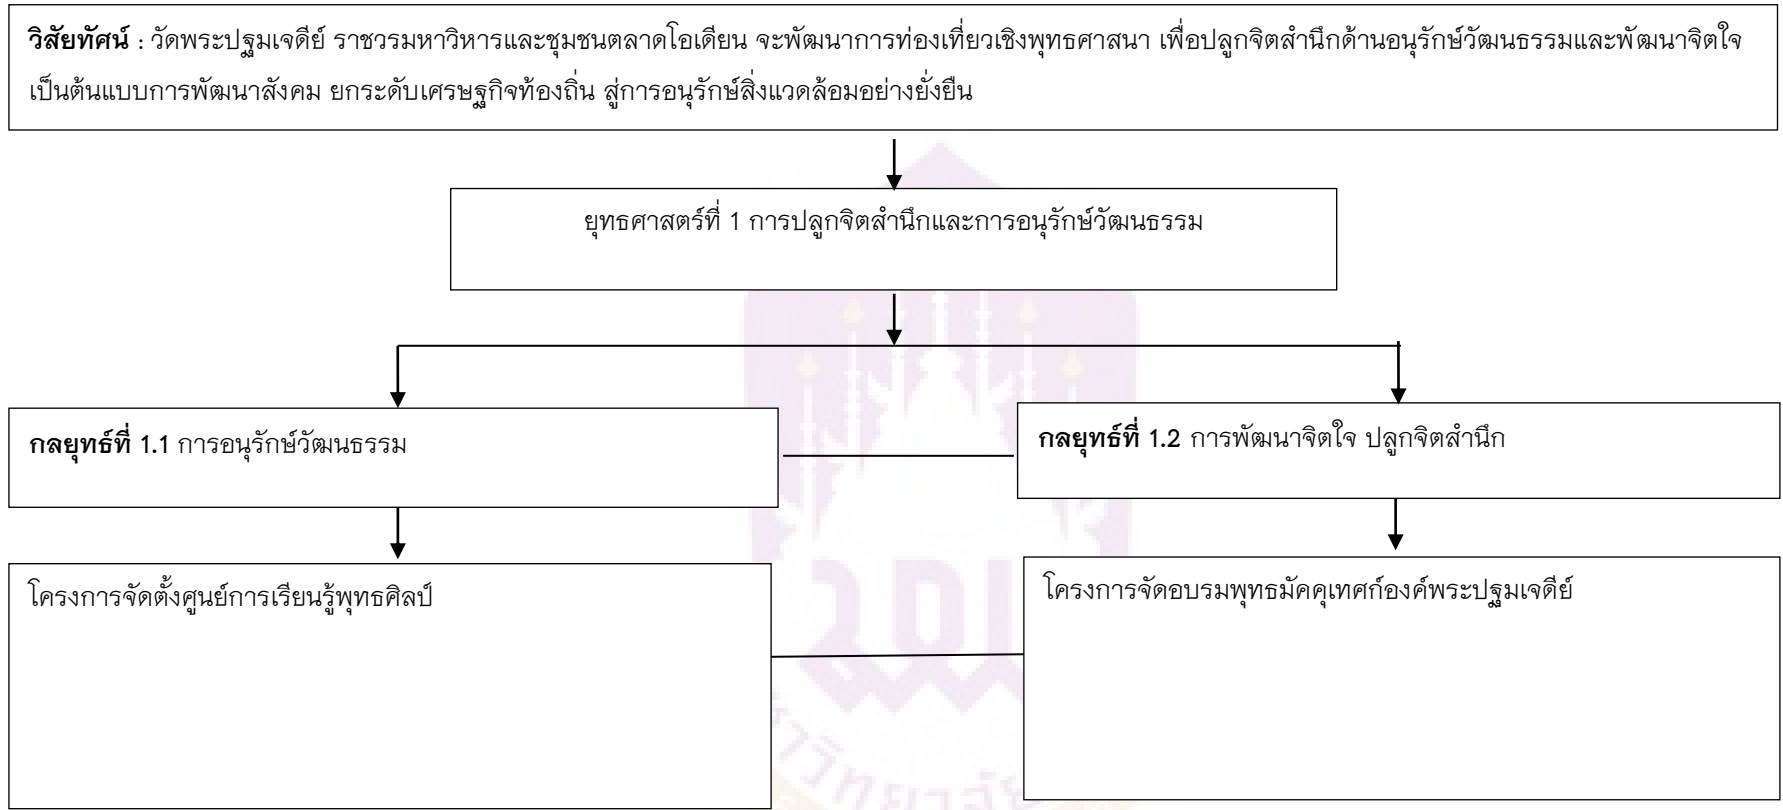 วิสัยทัศน์ : วัดพระปฐมเจดีย์ ราชวรมหาวิหารและชุมชนตลาดโอเดียน จะพัฒนาการท่องเที่ยวเชิงพุทธศาสนา เพื่อปลูกจิตสำนึกด้านอนุรักษ์วัฒนธรรมและพัฒนาจิตใจ
เป็นต้นแบบการพัฒนาสังคม ยกระดับเศรษฐกิจท้องถิ่น สู่การอนุรักษ์สิ่งแวดล้อมอย่างยั่งยืน
ยุทธศาสตร์ที่ 1 การปลูกจิตสำนึกและการอนุรักษ์วัฒนธรรม
กลยุทธ์ที่ 1.1 การอนุรักษ์วัฒนธรรม
กลยุทธ์ที่ 1.2 การพัฒนาจิตใจ ปลูกจิตสำนึก
โครงการจัดตั้งศูนย์การเรียนรู้พุทธศิลป์
โครงการจัดอบรมพุทธมัคคุเทศก์องค์พระปฐมเจดีย์